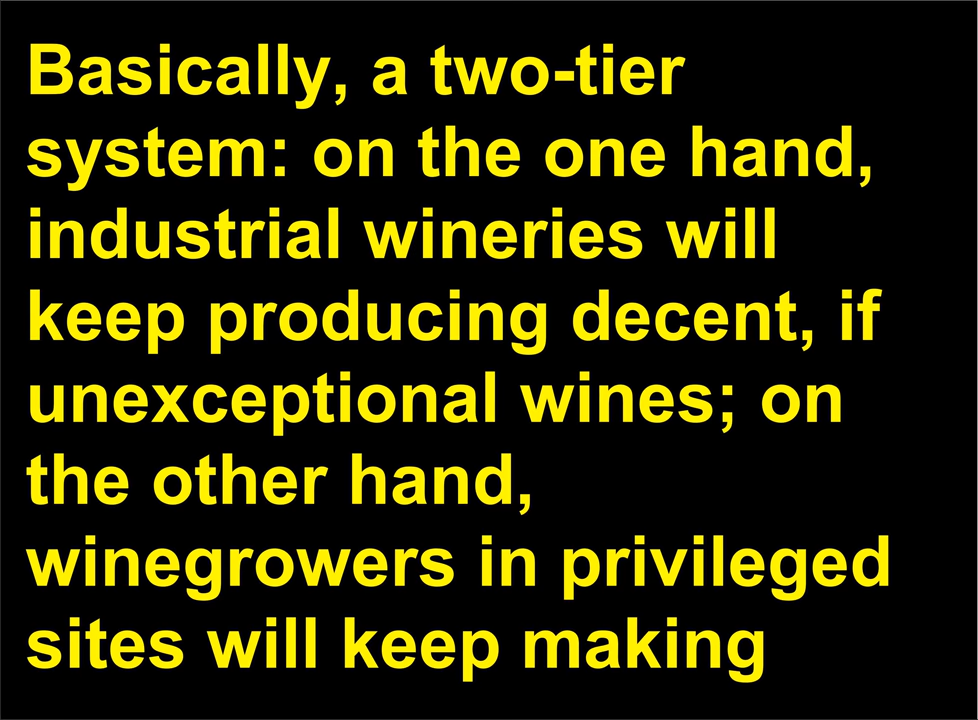 Basically, a two-tier
system: on the one hand,
industrial wineries will
keep producing decent, if
unexceptional wines; on
the other hand,
winegrowers in privileged
sites will keep making